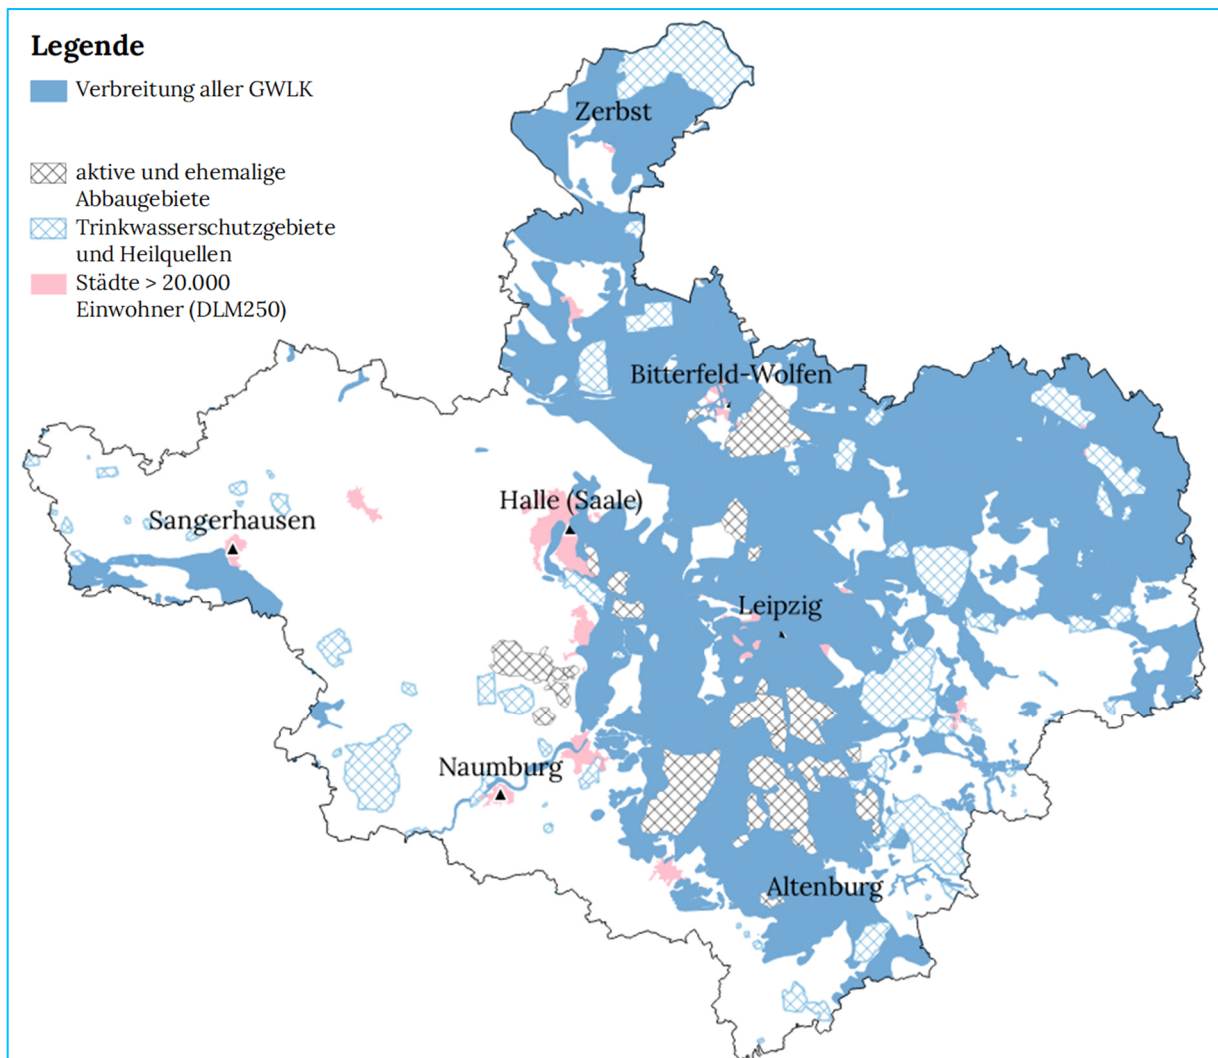 Legende
Verbreitung aller GWLK
aktive und ehemalige
Abbaugebiete
Trinkwasserschutzgebiete
und Heilquellen
Städte > 20.000
Einwohner (DLM250)
Zerbst
Bitterfeld-Wolfen
Halle (Saale)
Sangerhausen
Leipzig
Naumburg
Altenburg